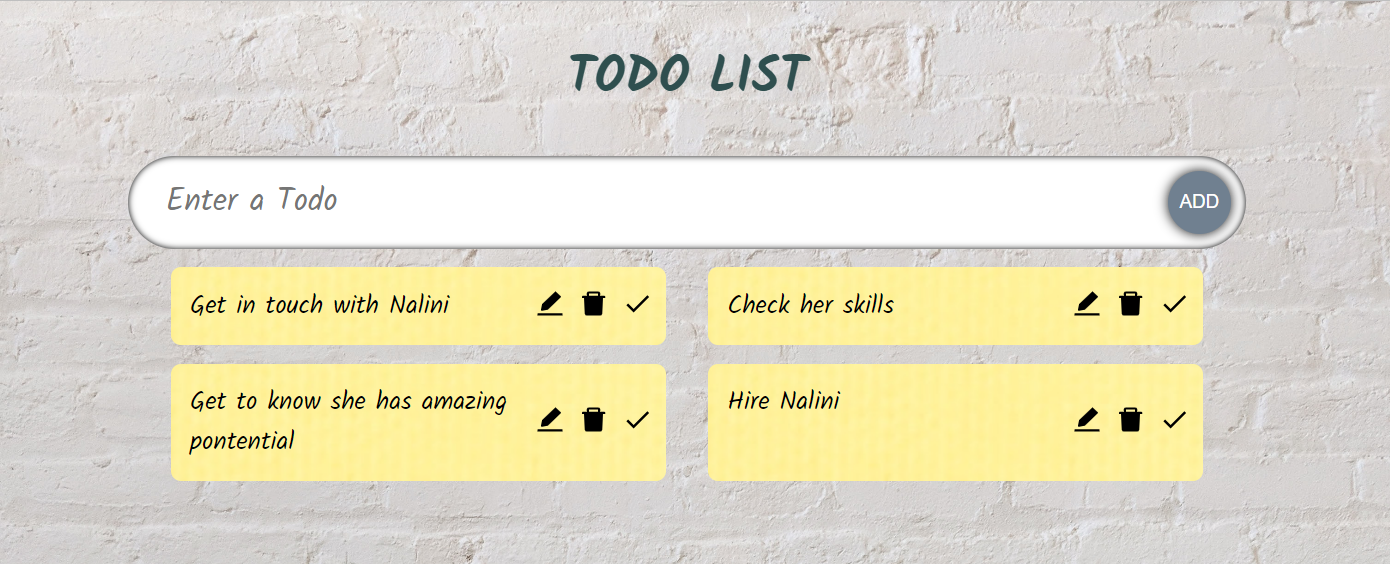 TODO LIST
Enter a Todo
ADD
Get in touch with Nalini
Check her skills
Get to know she has amazing
pontential
Hire Nalini